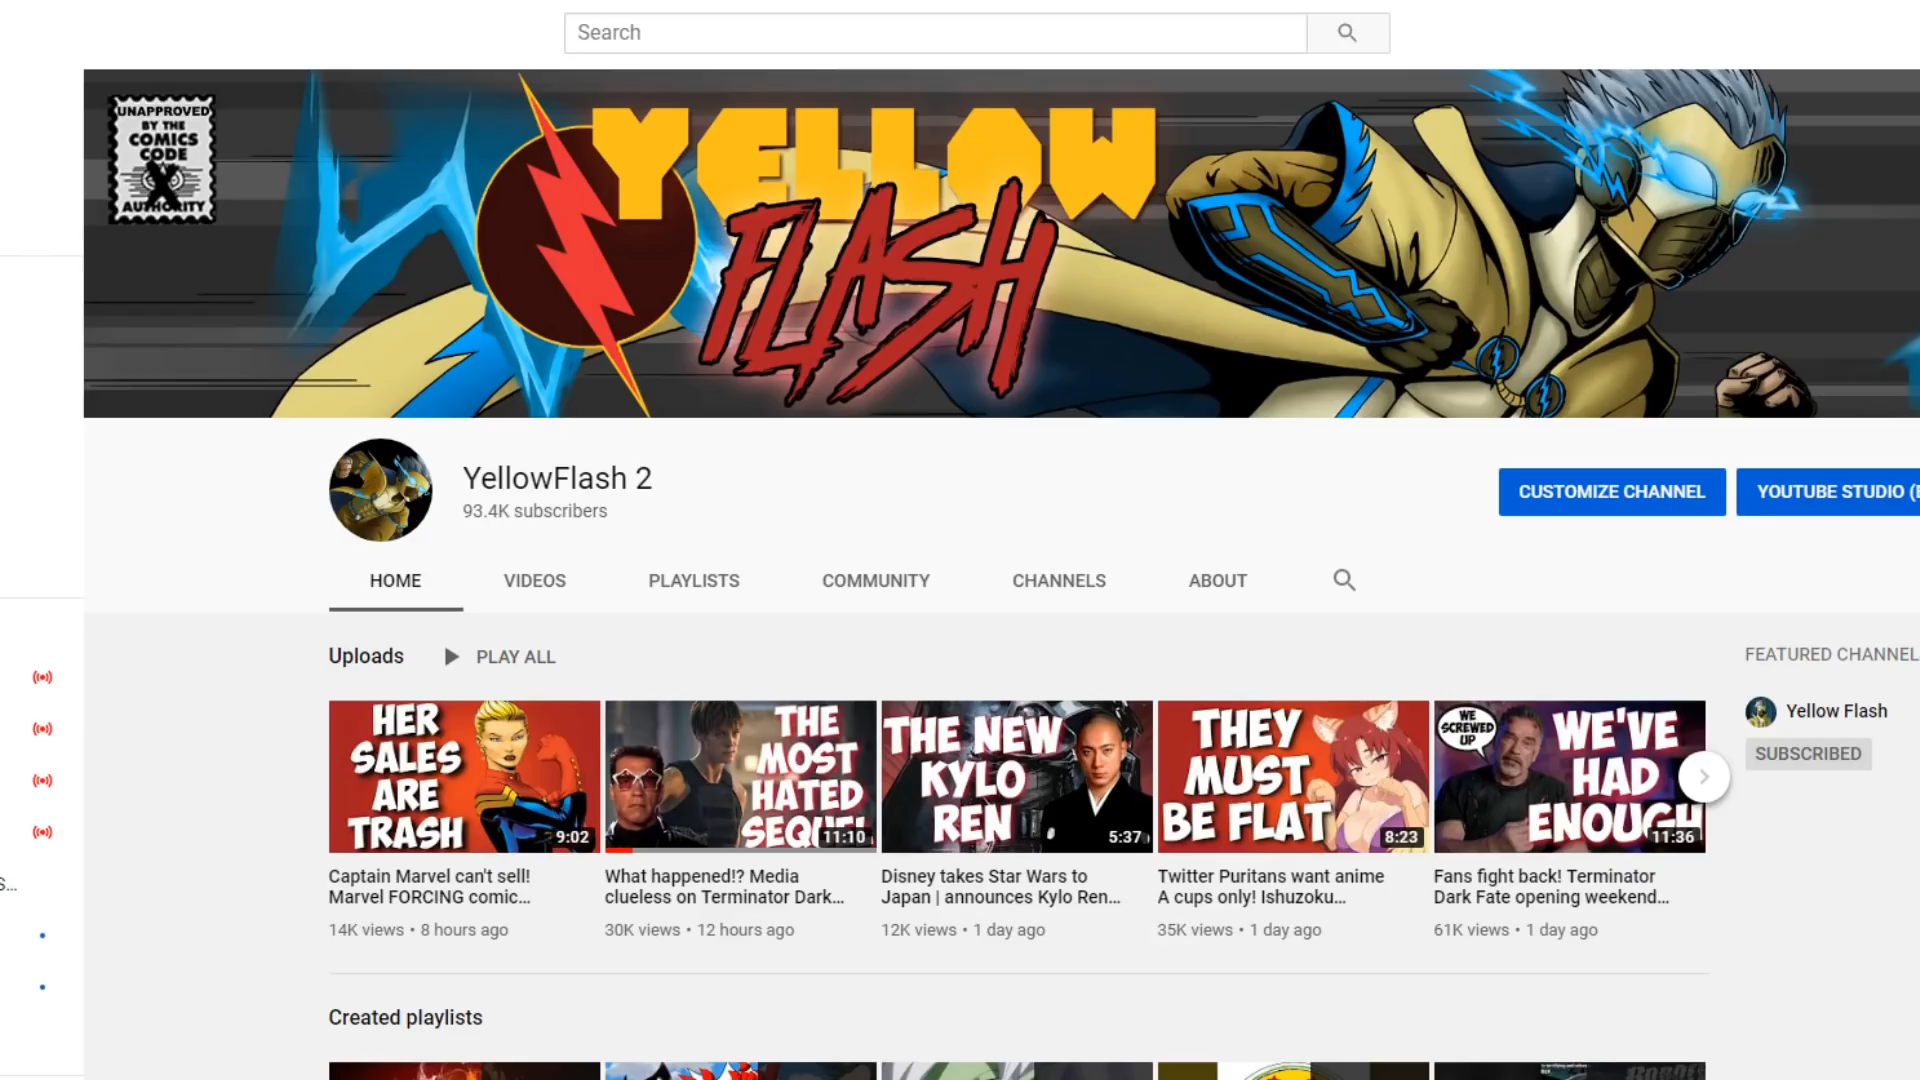 Search
UNAPPROVED
BY THE
COMICS
CODE
AUTHORITY
YELLOW
FLASH
YellowFlash 2
93.4K subscribers
CUSTOMIZE CHANNEL
YOUTUBE STUDIO (
HOME
VIDEOS
PLAYLISTS
COMMUNITY
CHANNELS
ABOUT
Uploads
PLAY ALL
FEATURED CHANNEL
Yellow Flash
SUBSCRIBED
HER
SALES
ARE
TRASH
9:02
Captain Marvel can't sell!
Marvel FORCING comic...
14K views • 8 hours ago
THE
MOST
HATED
SEQUEL
11:10
What happened!? Media
clueless on Terminator Dark...
30K views • 12 hours ago
THE NEW
KYLO
REN
5:37
Disney takes Star Wars to
Japan | announces Kylo Ren...
12K views • 1 day ago
THEY
MUST
BE FLAT
8:23
Twitter Puritans want anime
A cups only! Ishuzoku...
35K views • 1 day ago
WE
SCREWED
UP
WE'VE
HAD
ENOUGH
11:36
Fans fight back! Terminator
Dark Fate opening weekend...
61K views • 1 day ago
S...
Created playlists